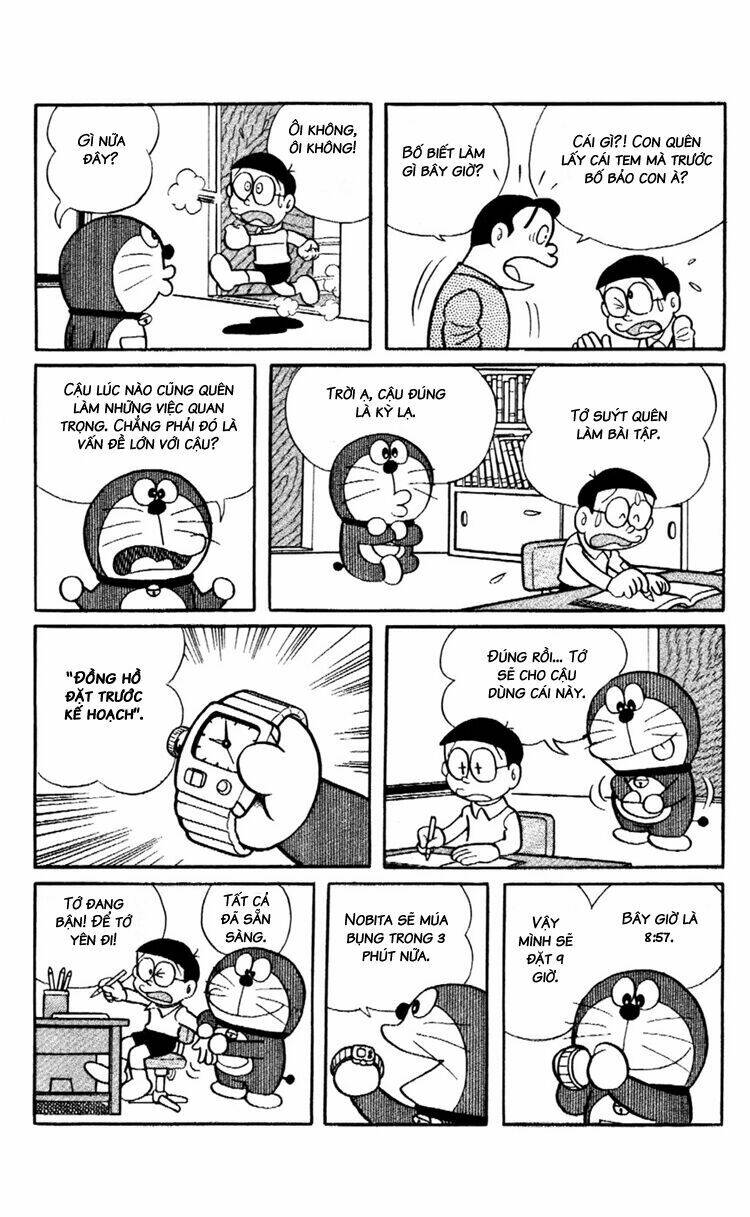 CÁI GÌ?! CON QUÊN
LẤY CÁI TEM MÀ TRƯỚC
BỐ BẢO CON À?
BỐ BIẾT LÀM
GÌ BÂY GIỜ?
ÔI KHÔNG,
ÔI KHÔNG!
GÌ NỮA
ĐÂY?
TỚ SUÝT QUÊN
LÀM BÀI TẬP.
TRỜI Ạ, CẬU ĐÚNG
LÀ KỲ LẠ.
CẬU LÚC NÀO CŨNG QUÊN
LÀM NHỮNG VIỆC QUAN
TRỌNG. CHẲNG PHẢI ĐÓ LÀ
VẤN ĐỀ LỚN VỚI CẬU?
ĐÚNG RỒI... TỚ
SẼ CHO CẬU
DÙNG CÁI NÀY.
"ĐỒNG HỒ
ĐẶT TRƯỚC
KẾ HOẠCH".
BÂY GIỜ LÀ
8:57.
VẬY
MÌNH SẼ
ĐẶT 9
GIỜ.
NOBITA SẼ MÚA
BỤNG TRONG 3
PHÚT NỮA.
TẤT CẢ
ĐÃ SẴN
SÀNG.
TỚ ĐANG
BẬN! ĐỂ TỚ
YÊN ĐI!